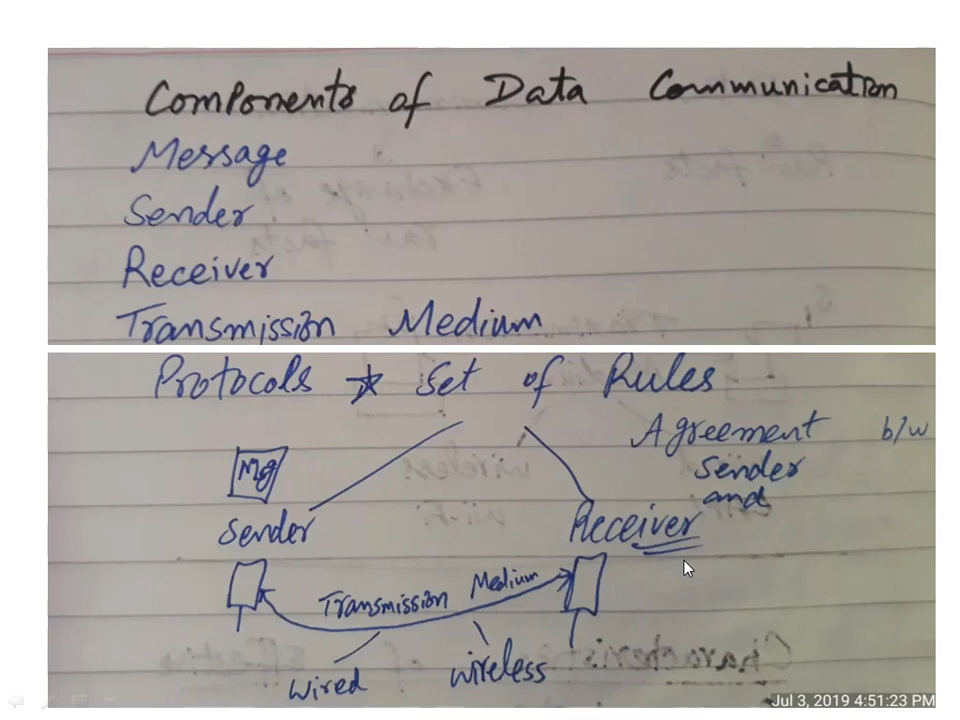 Components of Data Communication
Message
Sender
Receiver
Transmission Medium
Protocols ☆ Set of Rules
Agreement b/w
Sender
and
Msg
Sender
Receiver
Transmission Medium
Wired
Wireless
Jul 3, 2019 4:51:23 PM